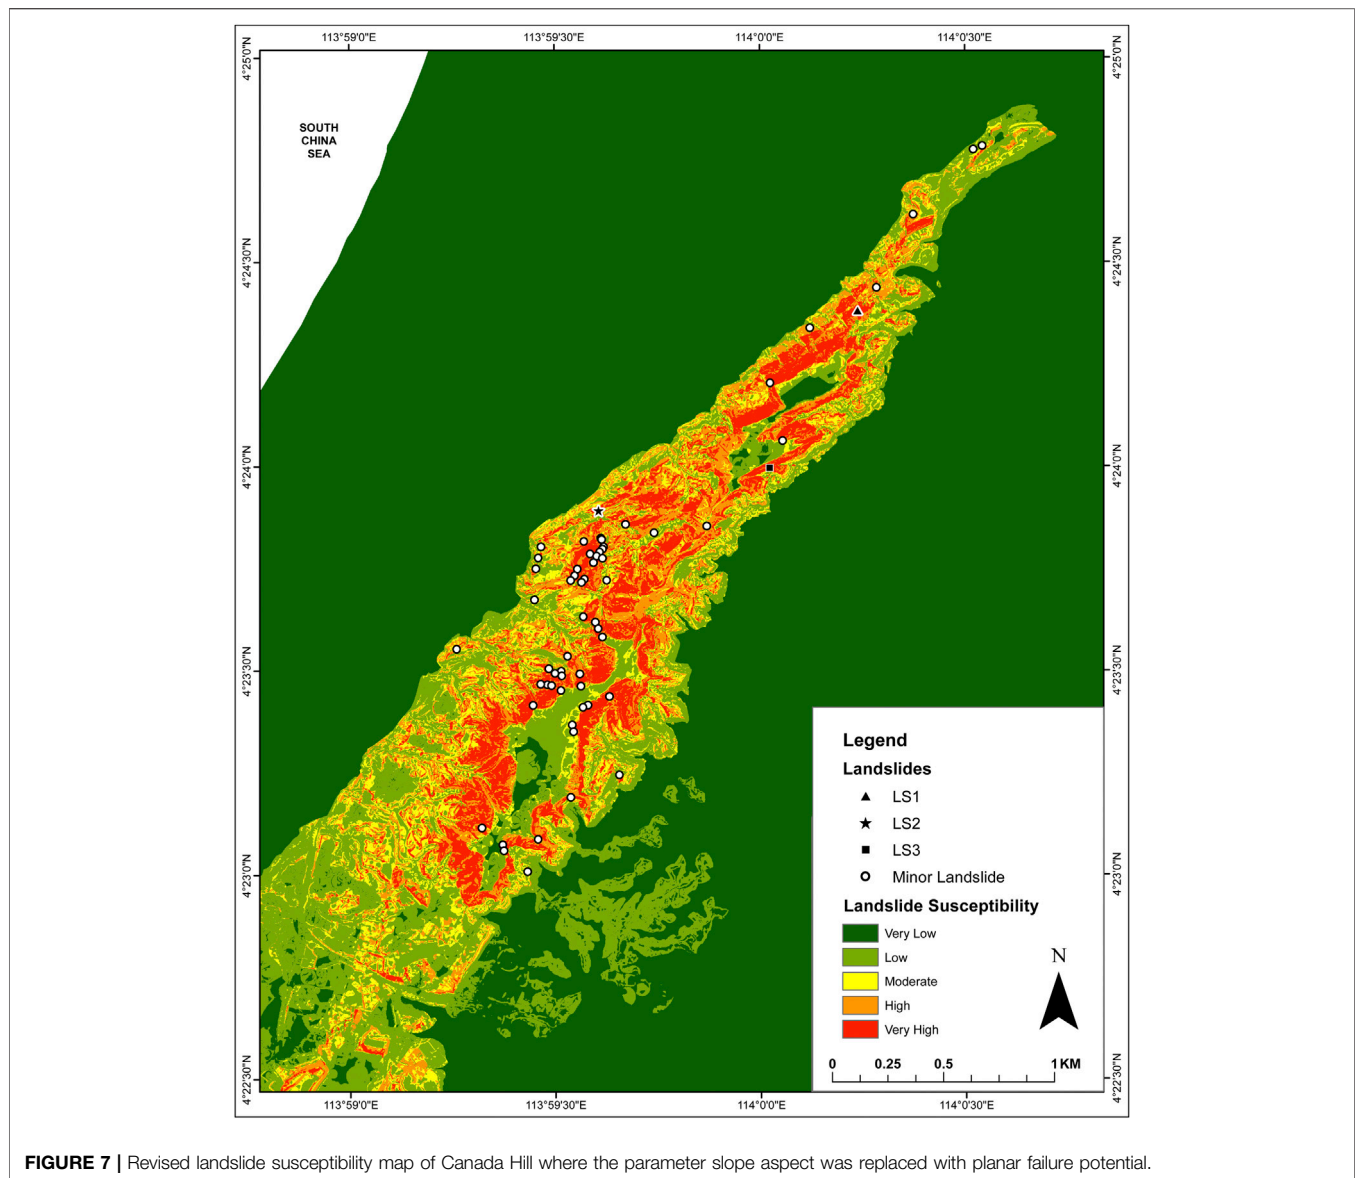 113°59'0"E 113°59'30"E 114°0'0"E 114°0'30"E
4°25'0"N 4°25'0"N
SOUTH
CHINA
SEA
4°24'30"N 4°24'30"N
4°24'0"N 4°24'0"N
4°23'30"N 4°23'30"N
4°23'0"N 4°23'0"N
4°22'30"N 4°22'30"N
Legend
Landslides
LS1
LS2
LS3
Minor Landslide
Landslide Susceptibility
Very Low
Low
Moderate
High
Very High
N
0 0.25 0.5 1 KM
113°59'0"E 113°59'30"E 114°0'0"E 114°0'30"E
FIGURE 7 | Revised landslide susceptibility map of Canada Hill where the parameter slope aspect was replaced with planar failure potential.